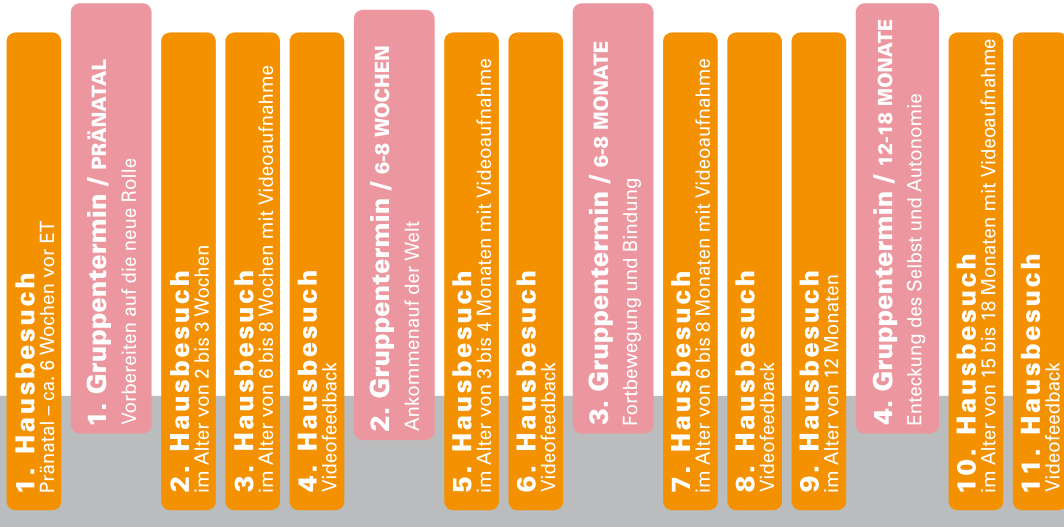 1. Hausbesuch
Pränatal – ca. 6 Wochen vor ET
1. Gruppentermin / PRÄNATAL
Vorbereiten auf die neue Rolle
2. Hausbesuch
im Alter von 2 bis 3 Wochen
3. Hausbesuch
im Alter von 6 bis 8 Wochen mit Videoaufnahme
4. Hausbesuch
Videofeedback
2. Gruppentermin / 6-8 WOCHEN
Ankommenauf der Welt
5. Hausbesuch
im Alter von 3 bis 4 Monaten mit Videoaufnahme
6. Hausbesuch
Videofeedback
3. Gruppentermin / 6-8 MONATE
Fortbewegung und Bindung
7. Hausbesuch
im Alter von 6 bis 8 Monaten mit Videoaufnahme
8. Hausbesuch
Videofeedback
9. Hausbesuch
im Alter von 12 Monaten
4. Gruppentermin / 12-18 MONATE
Enteckung des Selbst und Autonomie
10. Hausbesuch
im Alter von 15 bis 18 Monaten mit Videoaufnahme
11. Hausbesuch
Videofeedback